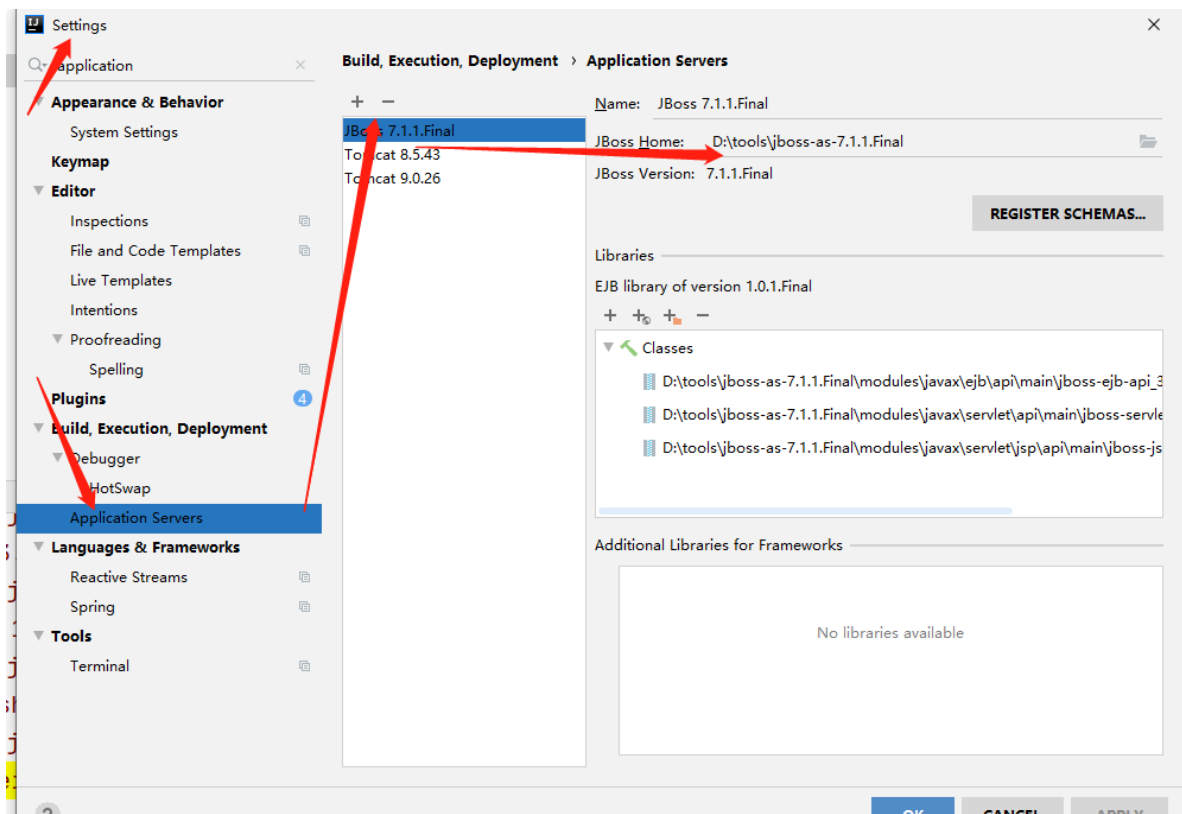 Settings
application
Build, Execution, Deployment › Application Servers
Appearance & Behavior
System Settings
Keymap
Editor
Inspections
File and Code Templates
Live Templates
Intentions
Proofreading
Spelling
Plugins
4
Build, Execution, Deployment
Debugger
HotSwap
Application Servers
Languages & Frameworks
Reactive Streams
Spring
Tools
Terminal
JBoss 7.1.1.Final
Tomcat 8.5.43
Tomcat 9.0.26
Name: JBoss 7.1.1.Final
JBoss Home: D:\tools\jboss-as-7.1.1.Final
JBoss Version: 7.1.1.Final
REGISTER SCHEMAS...
Libraries
EJB library of version 1.0.1.Final
Classes
D:\tools\jboss-as-7.1.1.Final\modules\javax\ejb\api\main\jboss-ejb-api_3
D:\tools\jboss-as-7.1.1.Final\modules\javax\servlet\api\main\jboss-servle
D:\tools\jboss-as-7.1.1.Final\modules\javax\servlet\jsp\api\main\jboss-js
Additional Libraries for Frameworks
No libraries available
OK CANCEL APPLY